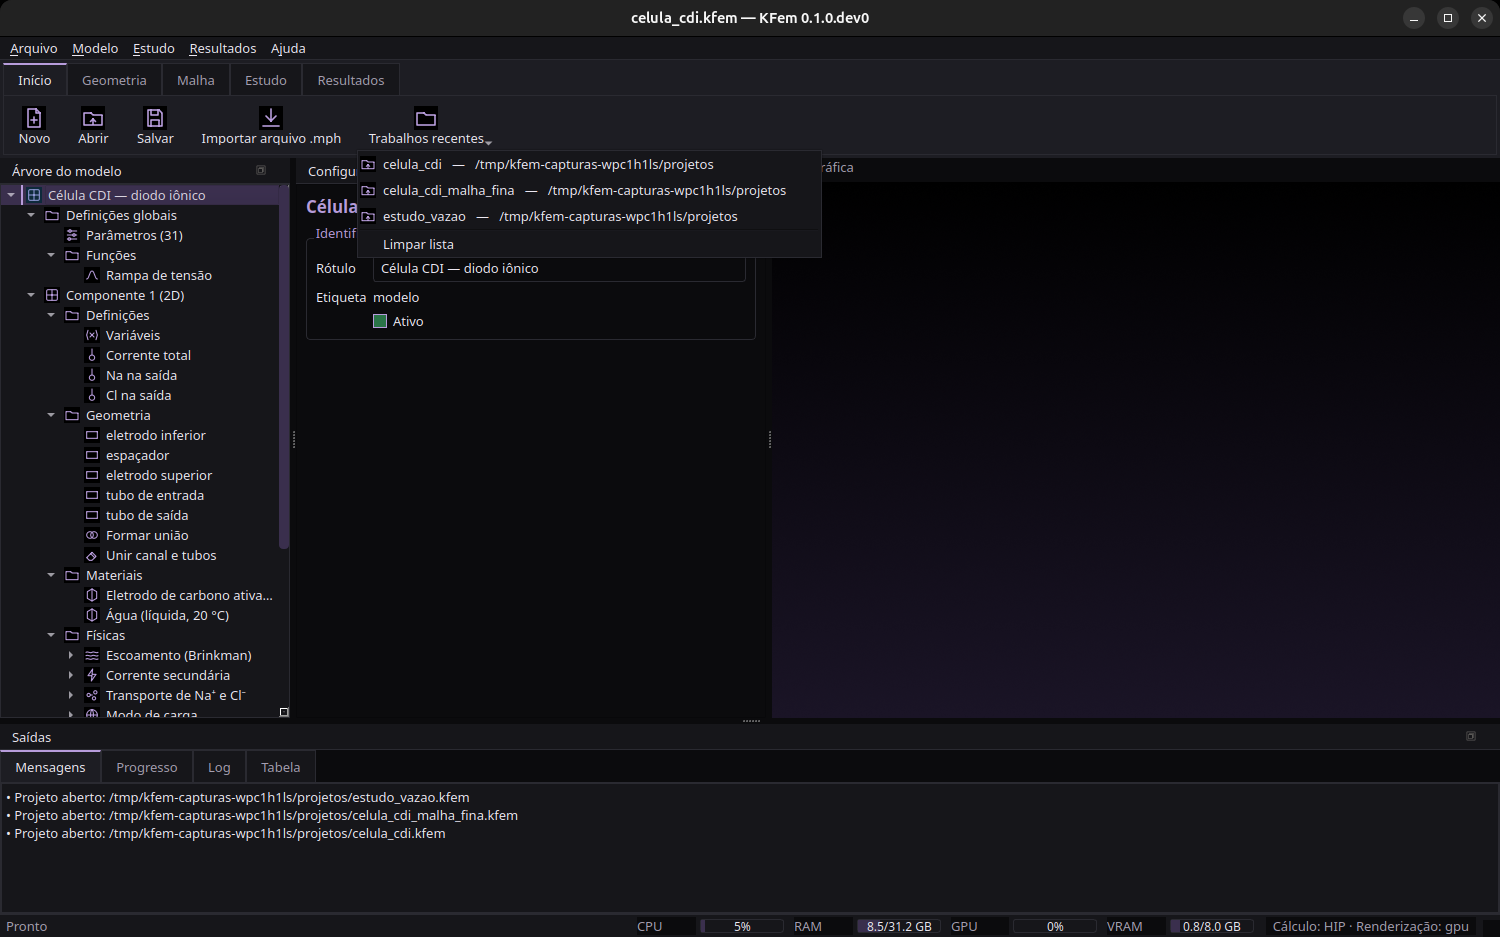 celula_cdi.kfem — KFem 0.1.0.dev0
Arquivo Modelo Estudo Resultados Ajuda
Início Geometria Malha Estudo Resultados
Novo Abrir Salvar Importar arquivo .mph Trabalhos recentes
Árvore do modelo
Configu
ráfica
celula_cdi — /tmp/kfem-capturas-wpc1h1ls/projetos
celula_cdi_malha_fina — /tmp/kfem-capturas-wpc1h1ls/projetos
estudo_vazao — /tmp/kfem-capturas-wpc1h1ls/projetos
Limpar lista
Célula CDI — diodo iônico
Definições globais
Parâmetros (31)
Funções
Rampa de tensão
Componente 1 (2D)
Definições
Variáveis
Corrente total
Na na saída
Cl na saída
Geometria
eletrodo inferior
espaçador
eletrodo superior
tubo de entrada
tubo de saída
Formar união
Unir canal e tubos
Materiais
Eletrodo de carbono ativa...
Água (líquida, 20 °C)
Físicas
Escoamento (Brinkman)
Corrente secundária
Transporte de Na⁺ e Cl⁻
Modo de carga
Célula
Identif
Rótulo Célula CDI — diodo iônico
Etiqueta modelo
Ativo
Saídas
Mensagens Progresso Log Tabela
• Projeto aberto: /tmp/kfem-capturas-wpc1h1ls/projetos/estudo_vazao.kfem
• Projeto aberto: /tmp/kfem-capturas-wpc1h1ls/projetos/celula_cdi_malha_fina.kfem
• Projeto aberto: /tmp/kfem-capturas-wpc1h1ls/projetos/celula_cdi.kfem
Pronto CPU 5% RAM 8.5/31.2 GB GPU 0% VRAM 0.8/8.0 GB Cálculo: HIP · Renderização: gpu